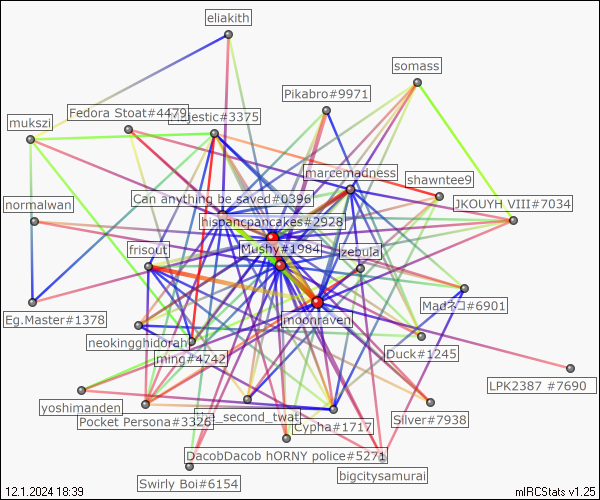 eliakith
somass
Pikabro#9971
Fedora Stoat#4479
Majestic#3375
mukszi
marcemadness
shawntee9
Can anything be saved#0396
JKOUYH VIII#7034
normalwan
hispancpancakes#2928
frisout
Mushy#1984
zebula
Madネコ#6901
Eg.Master#1378
moonraven
neokingghidorah
ming#4742
Duck#1245
LPK2387 #7690
yoshimanden
Pocket Persona#3326
_second_twat
Cypha#1717
Silver#7938
DacobDacob hORNY police#5271
Swirly Boi#6154
bigcitysamurai
12.1.2024 18:39
mIRCStats v1.25